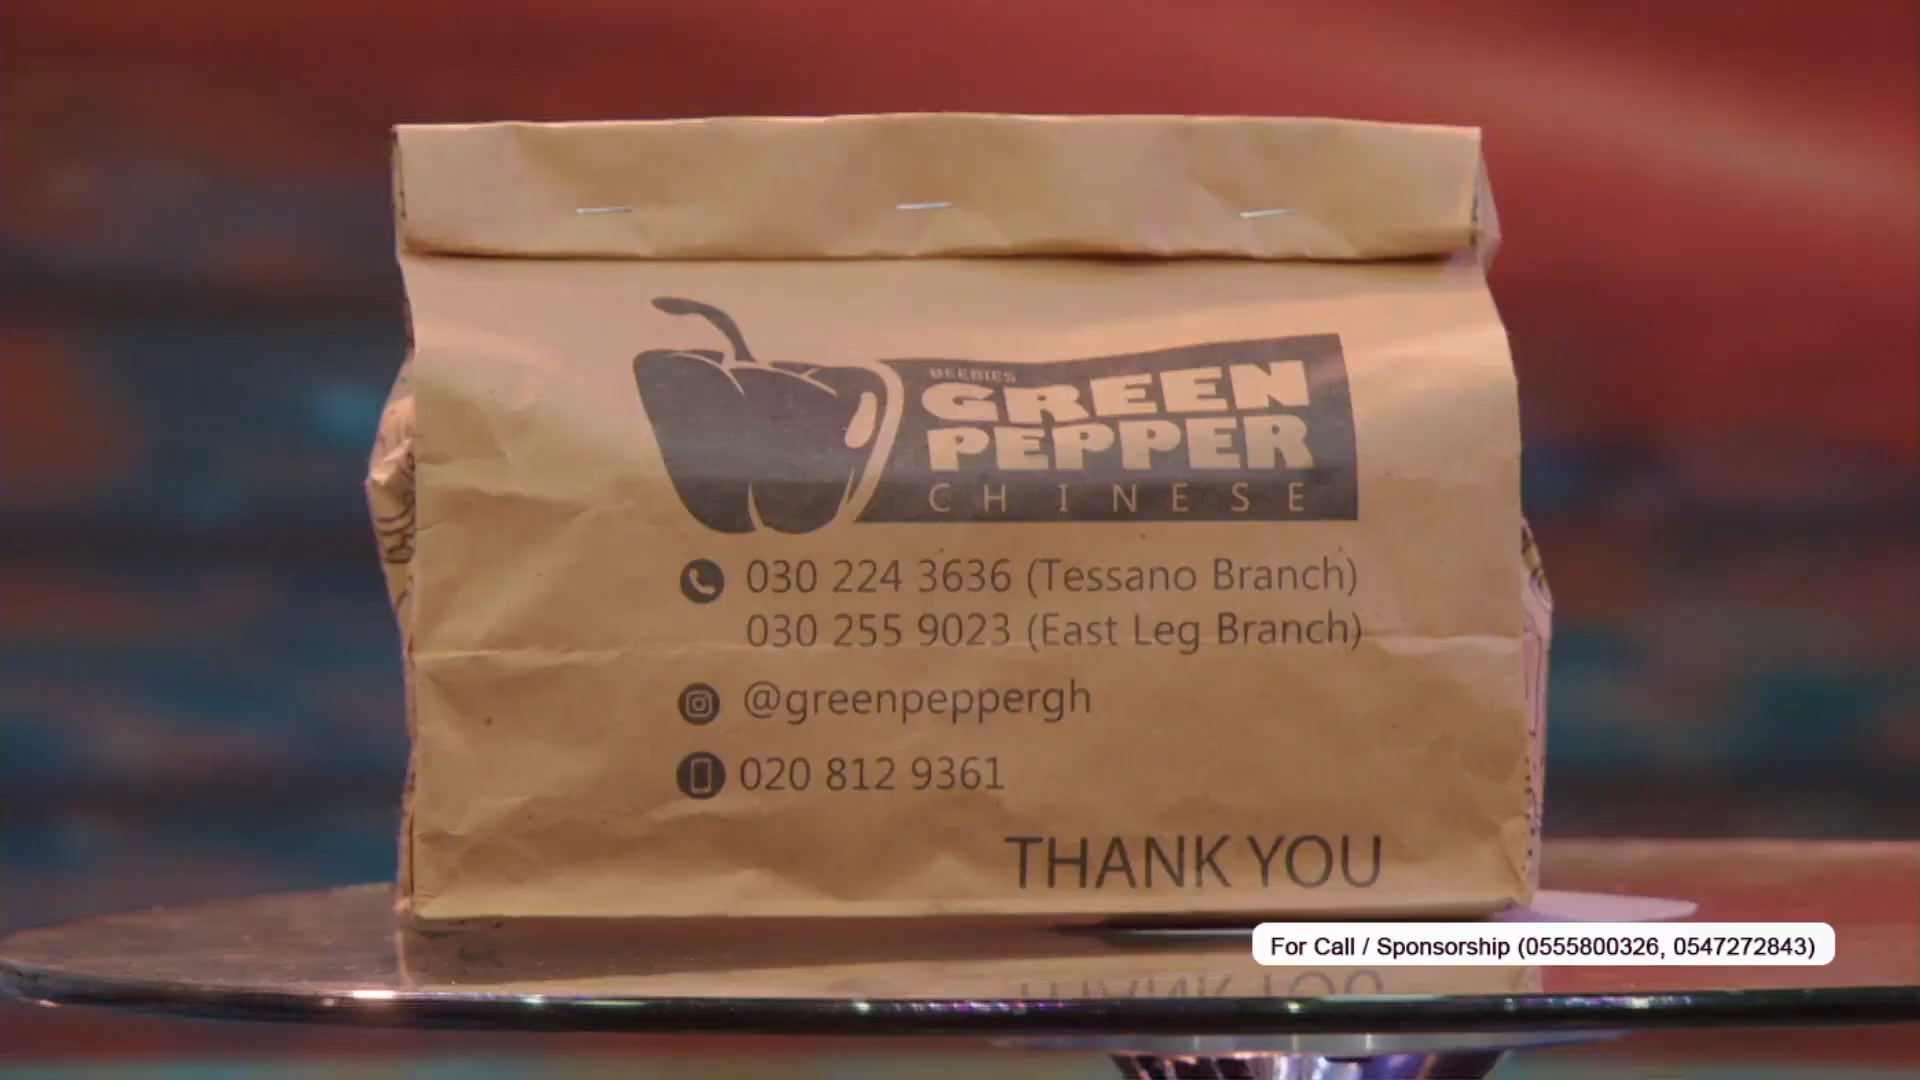 BEEBIES
GREEN
PEPPER
CHINESE
030 224 3636 (Tessano Branch)
030 255 9023 (East Leg Branch)
@greenpeppergh
020 812 9361
THANK YOU
For Call / Sponsorship (0555800326, 0547272843)